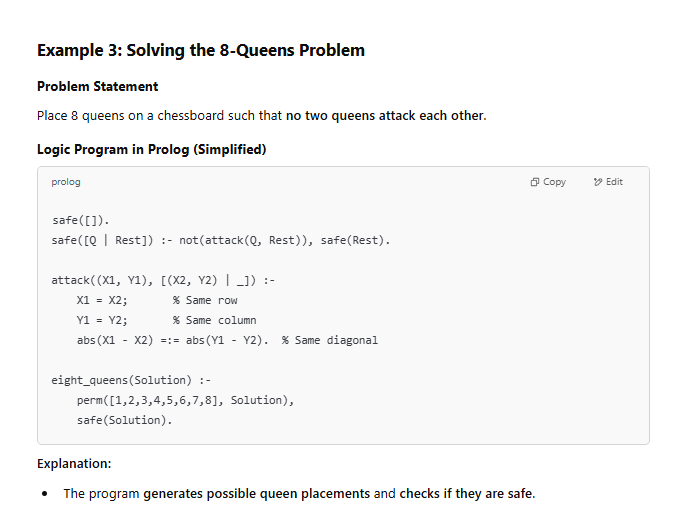 Example 3: Solving the 8-Queens Problem
Problem Statement
Place 8 queens on a chessboard such that no two queens attack each other.
Logic Program in Prolog (Simplified)
prolog Copy Edit
safe([]).
safe([Q | Rest]) :- not(attack(Q, Rest)), safe(Rest).
attack((X1, Y1), [(X2, Y2) | _]) :-
    X1 = X2;       % Same row
    Y1 = Y2;       % Same column
    abs(X1 - X2) =:= abs(Y1 - Y2).  % Same diagonal
eight_queens(Solution) :-
    perm([1,2,3,4,5,6,7,8], Solution),
    safe(Solution).
Explanation:
• The program generates possible queen placements and checks if they are safe.